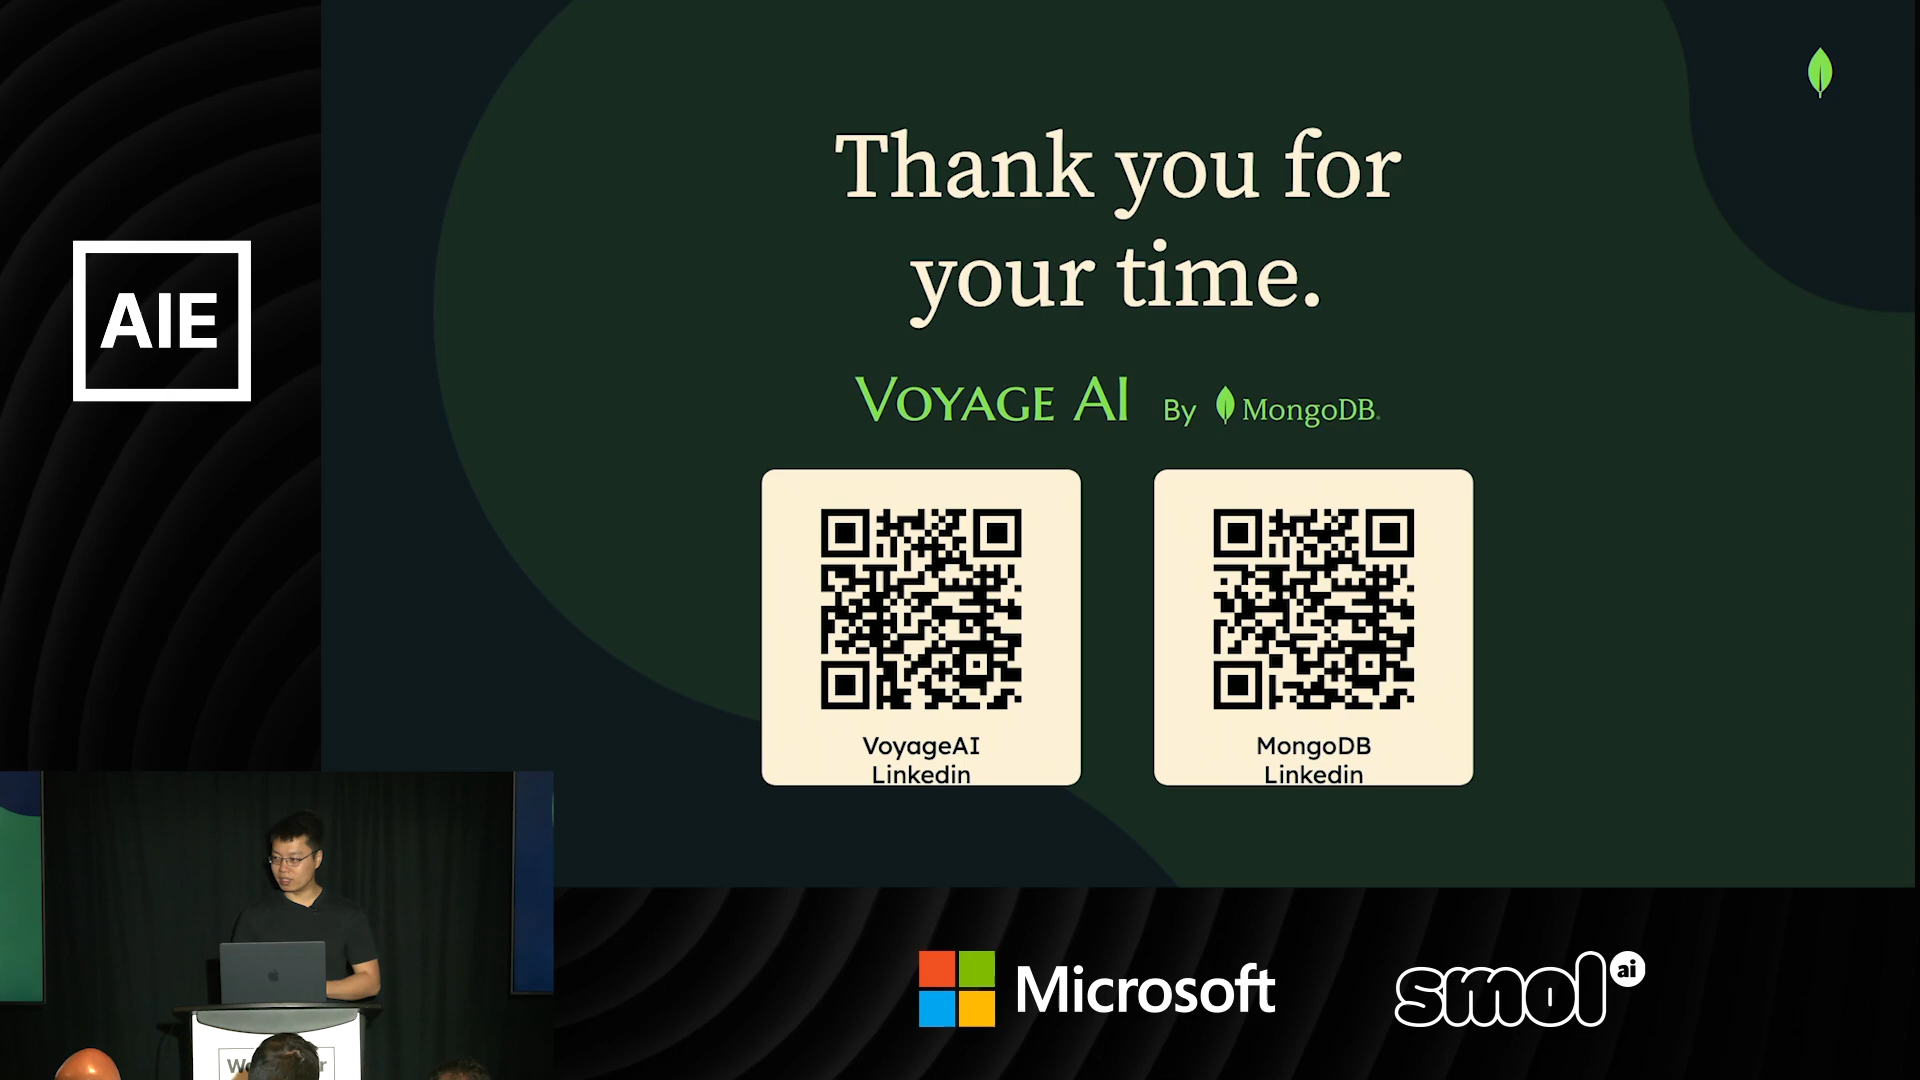 AIE
Thank you for
your time.
VOYAGE AI By MongoDB
VoyageAI
Linkedin
MongoDB
Linkedin
Microsoft
smol ai